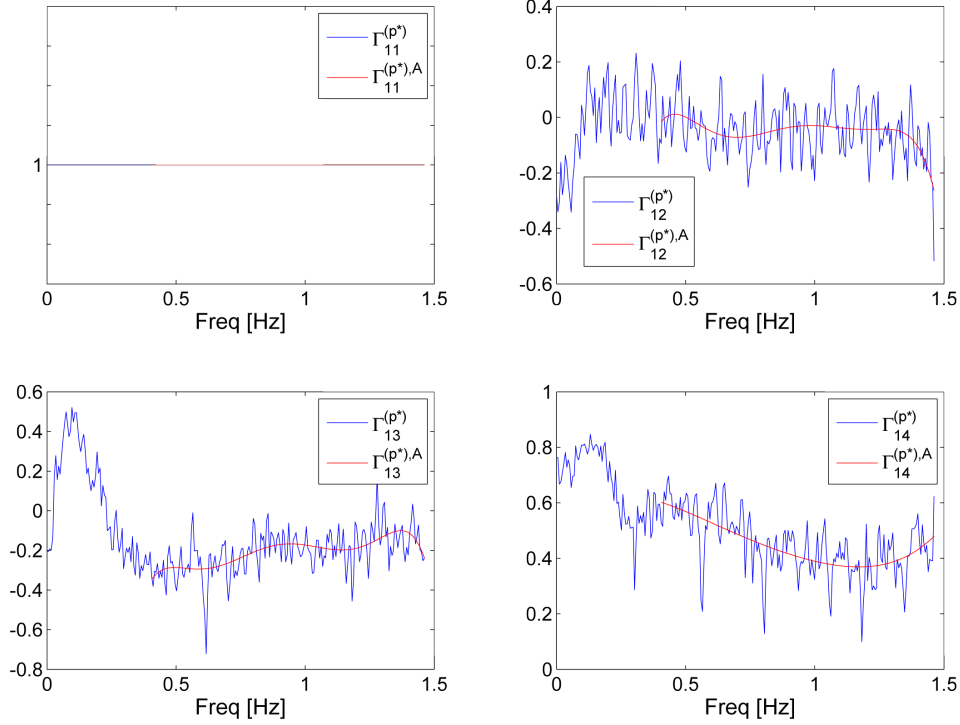 Γ11(p*)
Γ11(p*),A
1
0 0.5 1 1.5
Freq [Hz]
0.4
0.2
0
-0.2
-0.4
-0.6
Γ12(p*)
Γ12(p*),A
0 0.5 1 1.5
Freq [Hz]
0.6
0.4
0.2
0
-0.2
-0.4
-0.6
-0.8
Γ13(p*)
Γ13(p*),A
0 0.5 1 1.5
Freq [Hz]
1
0.8
0.6
0.4
0.2
0
Γ14(p*)
Γ14(p*),A
0 0.5 1 1.5
Freq [Hz]